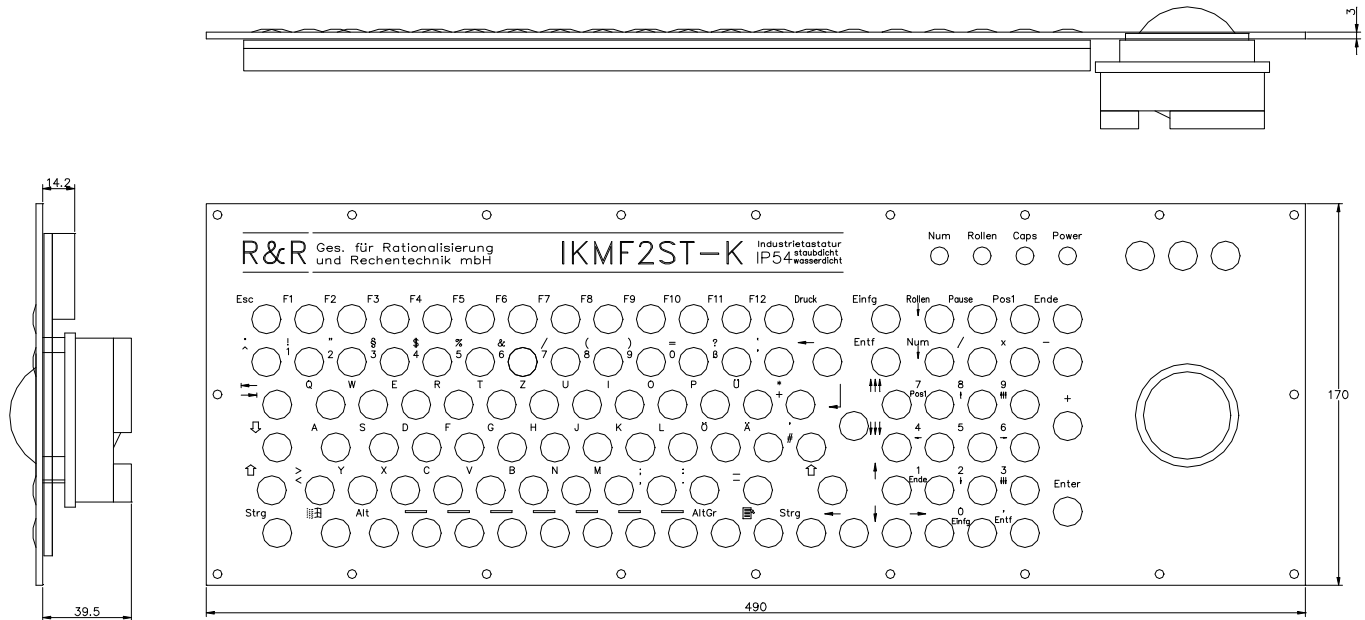 3
14.2
R&R Ges. für Rationalisierung
und Rechentechnik mbH
IKMF2ST-K
Industrietastatur
IP54 staubdicht
wasserdicht
Num Rollen Caps Power
Esc F1 F2 F3 F4 F5 F6 F7 F8 F9 F10 F11 F12 Druck Einfg Rollen Pause Pos1 Ende
° ! " § $ % & / ( ) = ? ` ← Entf Num / x -
^ 1 2 3 4 5 6 7 8 9 0 ß ´
Q W E R T Z U I O P Ü * 7 8 9
+ Pos1 +
A S D F G H J K L Ö Ä ' 4 5 6
#
> Y X C V B N M ; : _ 1 2 3 Enter
< , . - Ende
Strg Alt AltGr Strg ← ↓ → 0 ,
Einfg Entf
170
39.5
490